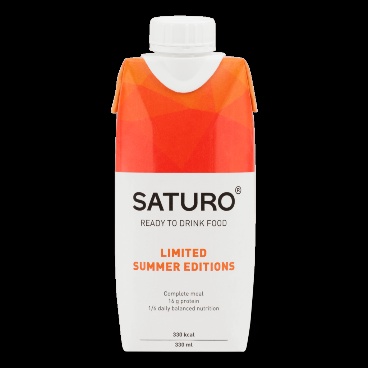 SATURO®
READY TO DRINK FOOD
LIMITED
SUMMER EDITIONS
Complete meal
16 g protein
1/6 daily balanced nutrition
330 kcal
330 ml